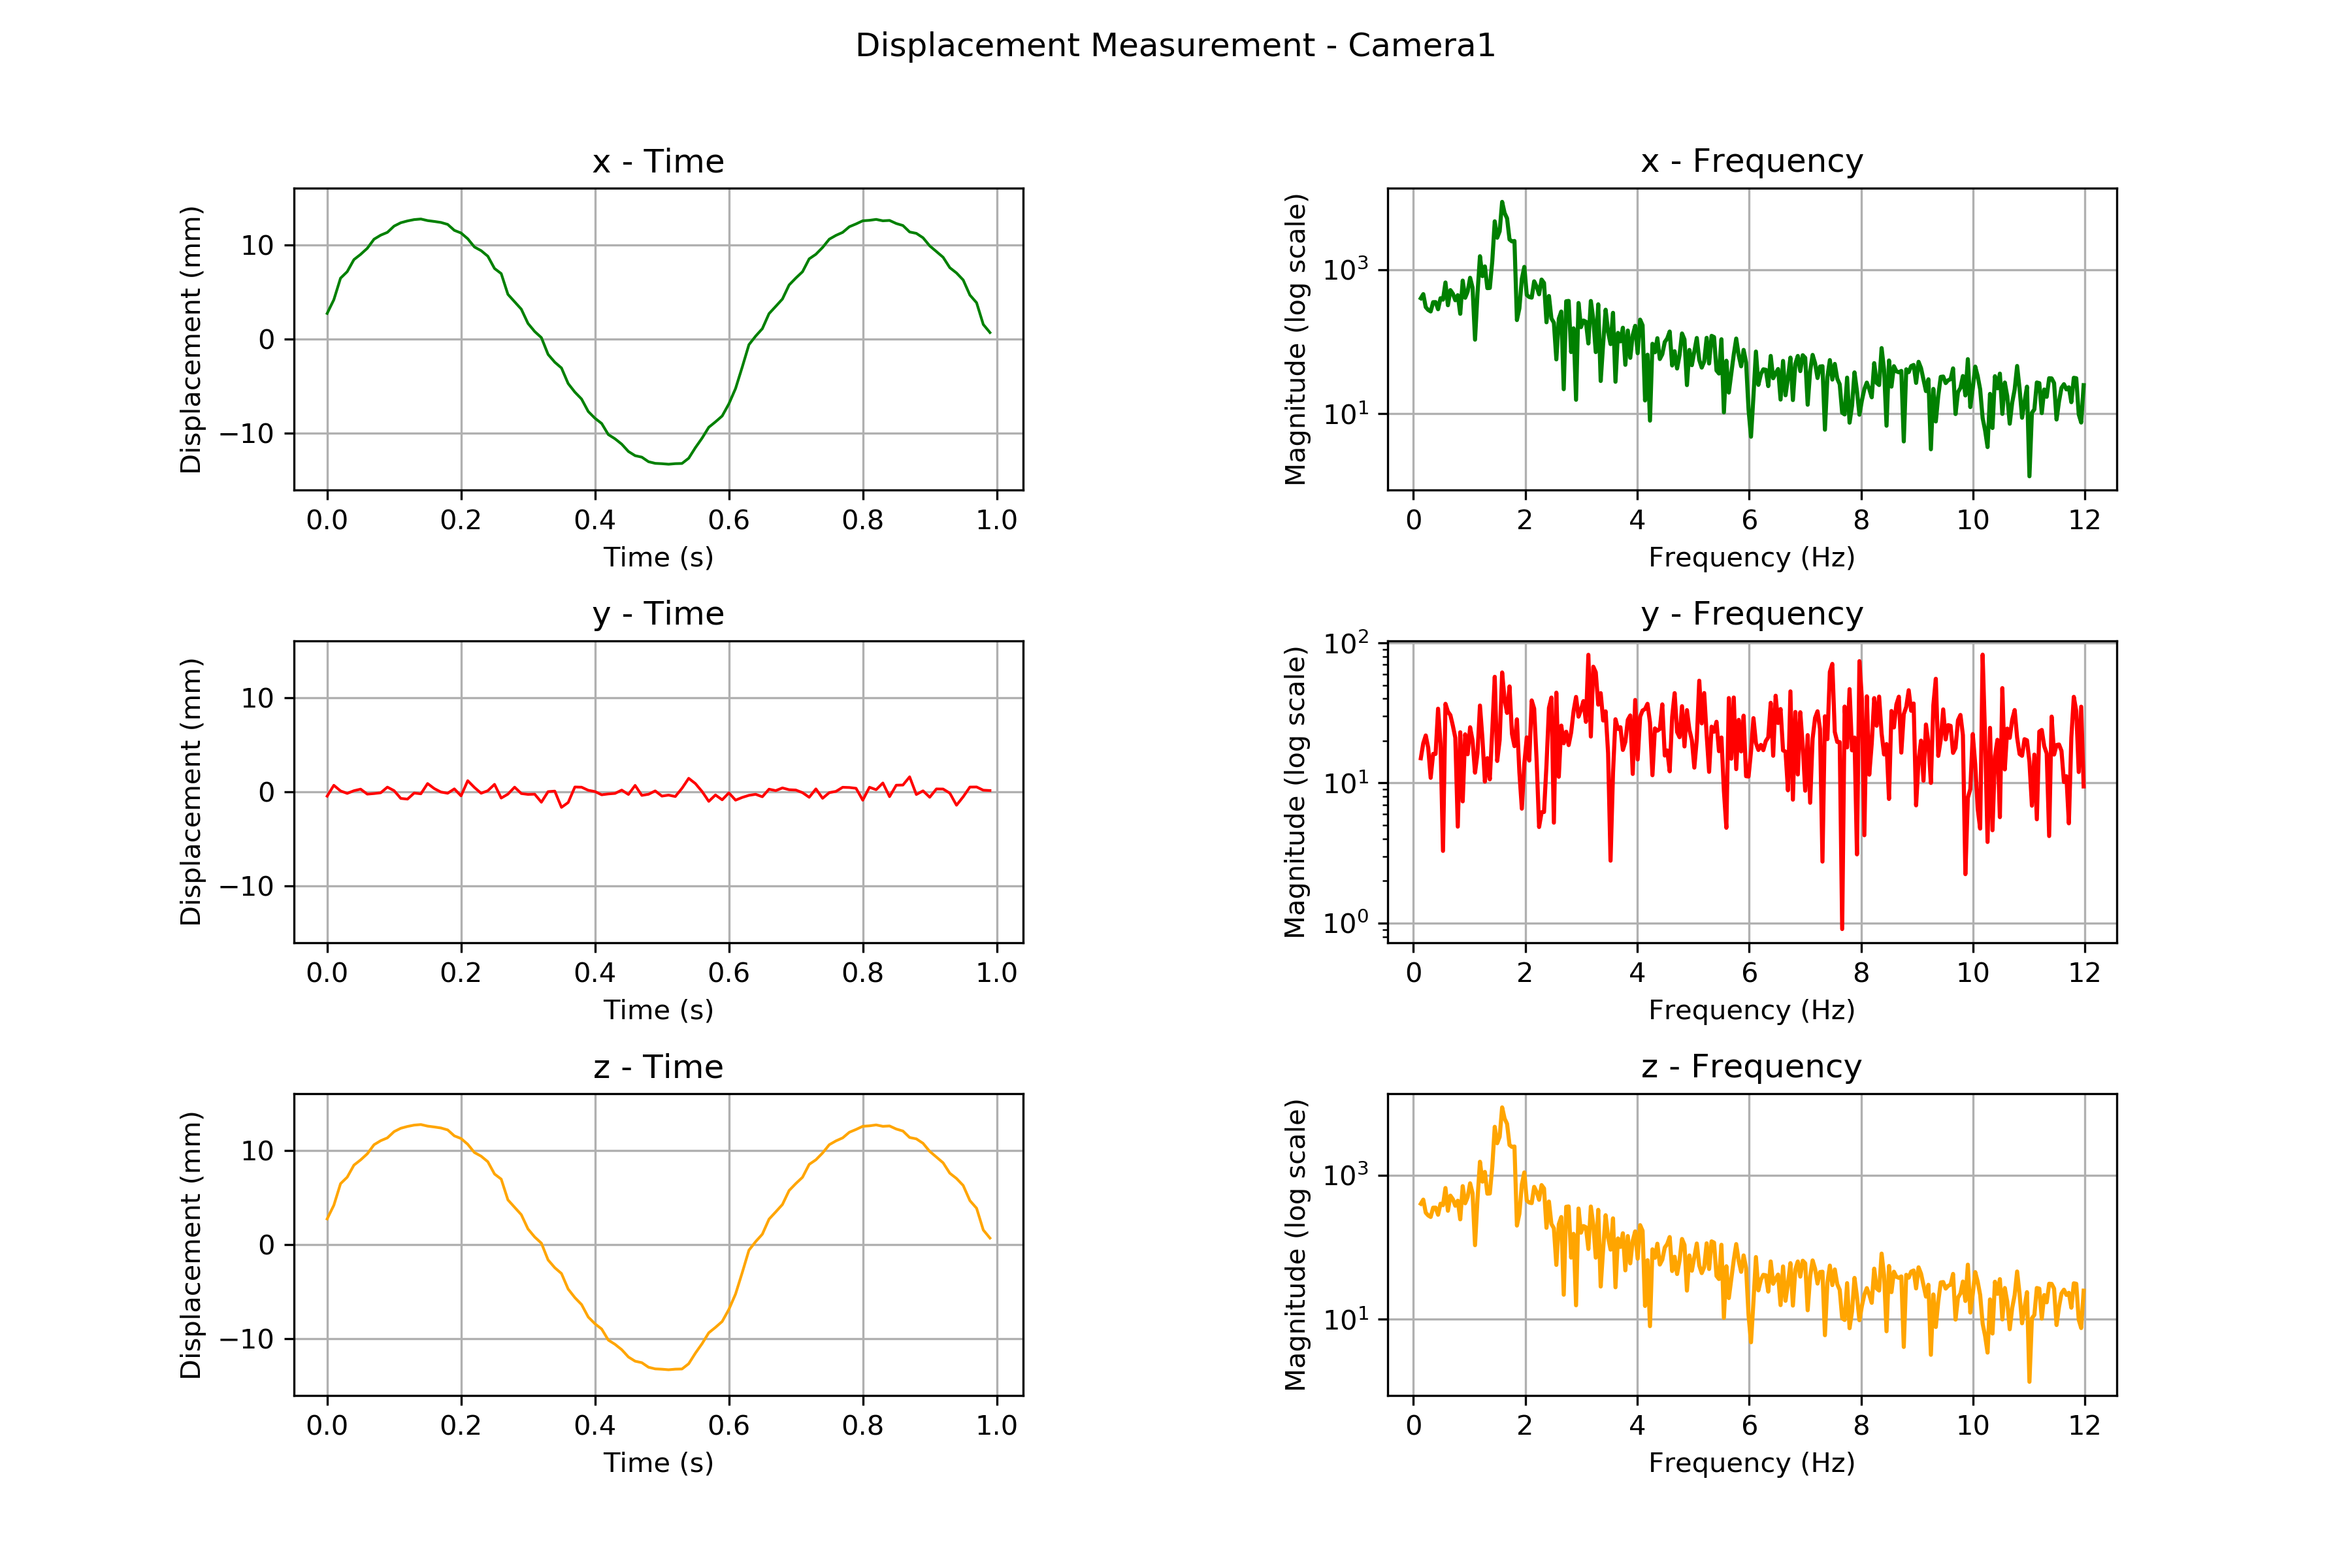 Displacement Measurement - Camera1
x - Time
Displacement (mm)
10
0
−10
0.0 0.2 0.4 0.6 0.8 1.0
Time (s)
x - Frequency
Magnitude (log scale)
10³
10¹
0 2 4 6 8 10 12
Frequency (Hz)
y - Time
Displacement (mm)
10
0
−10
0.0 0.2 0.4 0.6 0.8 1.0
Time (s)
y - Frequency
Magnitude (log scale)
10²
10¹
10⁰
0 2 4 6 8 10 12
Frequency (Hz)
z - Time
Displacement (mm)
10
0
−10
0.0 0.2 0.4 0.6 0.8 1.0
Time (s)
z - Frequency
Magnitude (log scale)
10³
10¹
0 2 4 6 8 10 12
Frequency (Hz)